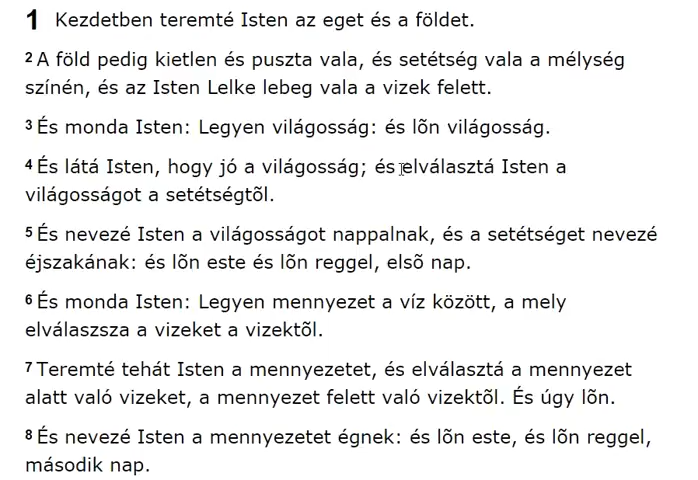 1 Kezdetben teremté Isten az eget és a földet.
2 A föld pedig kietlen és puszta vala, és setétség vala a mélység
színén, és az Isten Lelke lebeg vala a vizek felett.
3 És monda Isten: Legyen világosság: és lõn világosság.
4 És látá Isten, hogy jó a világosság; és elválasztá Isten a
világosságot a setétségtõl.
5 És nevezé Isten a világosságot nappalnak, és a setétséget nevezé
éjszakának: és lõn este és lõn reggel, elsõ nap.
6 És monda Isten: Legyen mennyezet a víz között, a mely
elválaszsza a vizeket a vizektõl.
7 Teremté tehát Isten a mennyezetet, és elválasztá a mennyezet
alatt való vizeket, a mennyezet felett való vizektõl. És úgy lõn.
8 És nevezé Isten a mennyezetet égnek: és lõn este, és lõn reggel,
második nap.